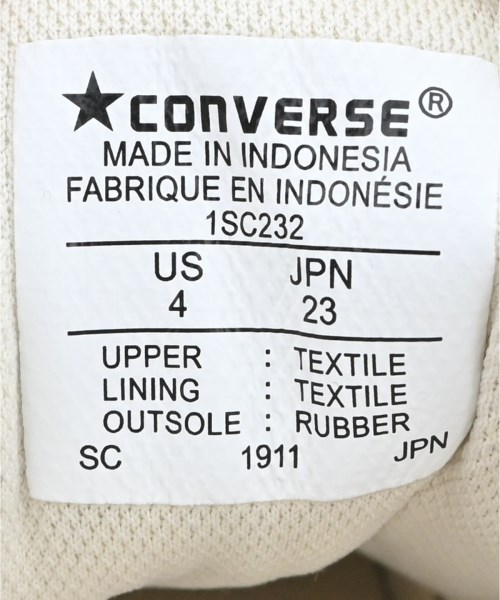 ★CONVERSE®
MADE IN INDONESIA
FABRIQUE EN INDONÉSIE
1SC232
US JPN
4 23
UPPER : TEXTILE
LINING : TEXTILE
OUTSOLE : RUBBER
SC 1911 JPN